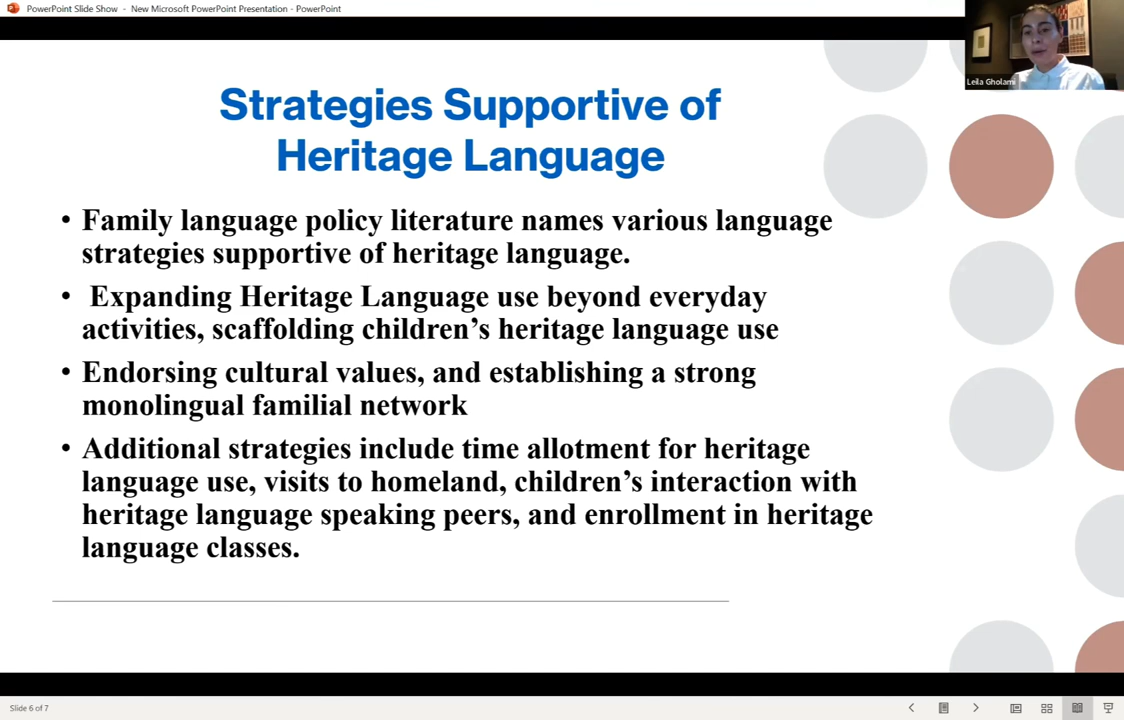 PowerPoint Slide Show - New Microsoft PowerPoint Presentation - PowerPoint
Leila Gholami
Strategies Supportive of
Heritage Language
• Family language policy literature names various language
strategies supportive of heritage language.
• Expanding Heritage Language use beyond everyday
activities, scaffolding children’s heritage language use
• Endorsing cultural values, and establishing a strong
monolingual familial network
• Additional strategies include time allotment for heritage
language use, visits to homeland, children’s interaction with
heritage language speaking peers, and enrollment in heritage
language classes.
Slide 6 of 7